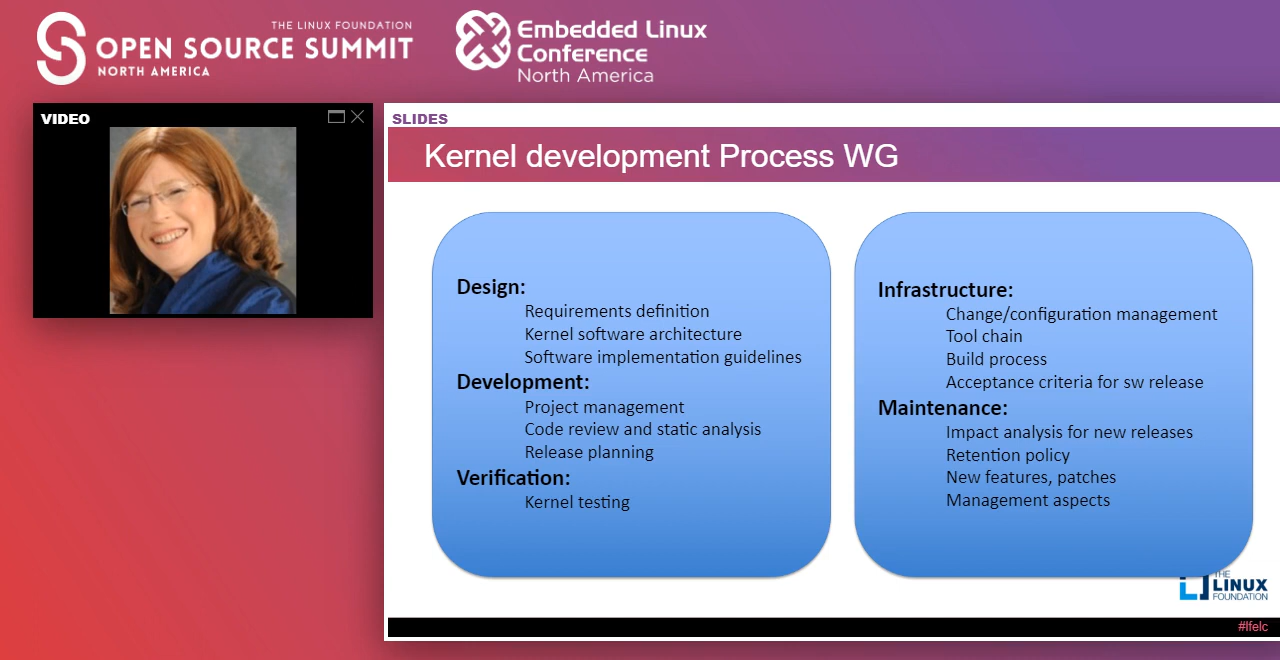 THE LINUX FOUNDATION
OPEN SOURCE SUMMIT
NORTH AMERICA
Embedded Linux
Conference
North America
VIDEO
SLIDES
Kernel development Process WG
Design:
Requirements definition
Kernel software architecture
Software implementation guidelines
Development:
Project management
Code review and static analysis
Release planning
Verification:
Kernel testing
Infrastructure:
Change/configuration management
Tool chain
Build process
Acceptance criteria for sw release
Maintenance:
Impact analysis for new releases
Retention policy
New features, patches
Management aspects
THE
LINUX
FOUNDATION
#lfelc